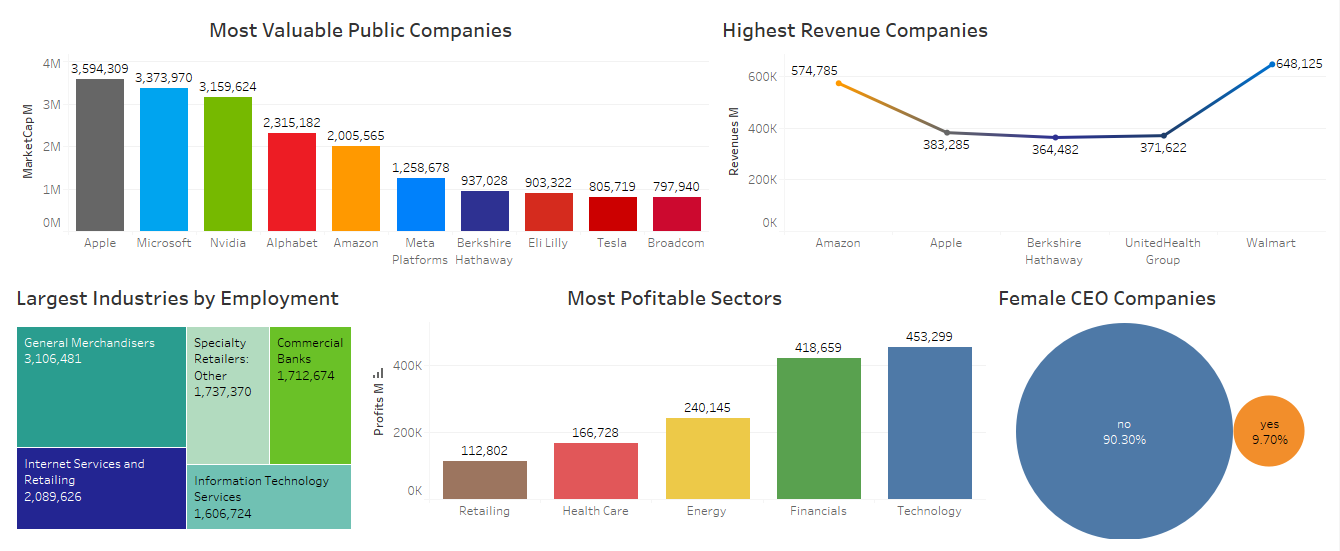 Most Valuable Public Companies
MarketCap M
4M
3M
2M
1M
0M
3,594,309
3,373,970
3,159,624
2,315,182
2,005,565
1,258,678
937,028
903,322
805,719
797,940
Apple
Microsoft
Nvidia
Alphabet
Amazon
Meta
Platforms
Berkshire
Hathaway
Eli Lilly
Tesla
Broadcom
Highest Revenue Companies
Revenues M
600K
400K
200K
0K
574,785
383,285
364,482
371,622
648,125
Amazon
Apple
Berkshire
Hathaway
UnitedHealth
Group
Walmart
Largest Industries by Employment
General Merchandisers
3,106,481
Specialty
Retailers:
Other
1,737,370
Commercial
Banks
1,712,674
Internet Services and
Retailing
2,089,626
Information Technology
Services
1,606,724
Most Pofitable Sectors
Profits M
400K
200K
0K
112,802
166,728
240,145
418,659
453,299
Retailing
Health Care
Energy
Financials
Technology
Female CEO Companies
no
90.30%
yes
9.70%